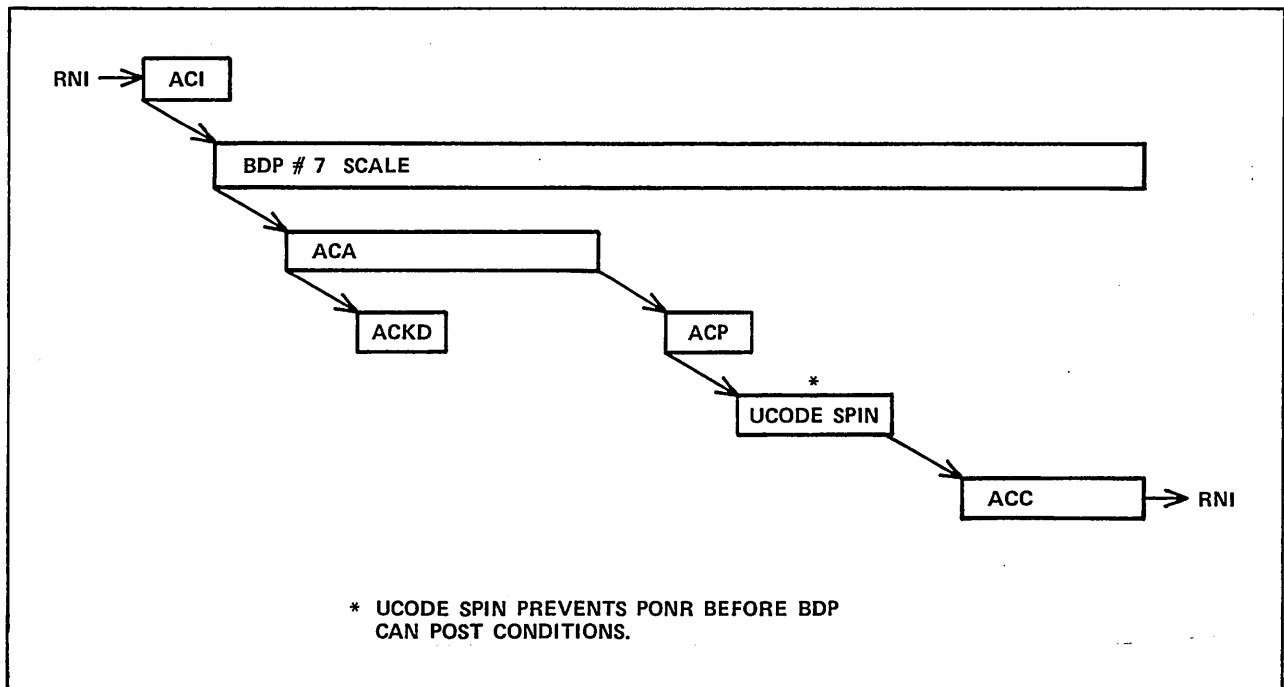 RNI
ACI
BDP # 7 SCALE
ACA
ACKD
ACP
*
UCODE SPIN
ACC
RNI
* UCODE SPIN PREVENTS PONR BEFORE BDP
CAN POST CONDITIONS.